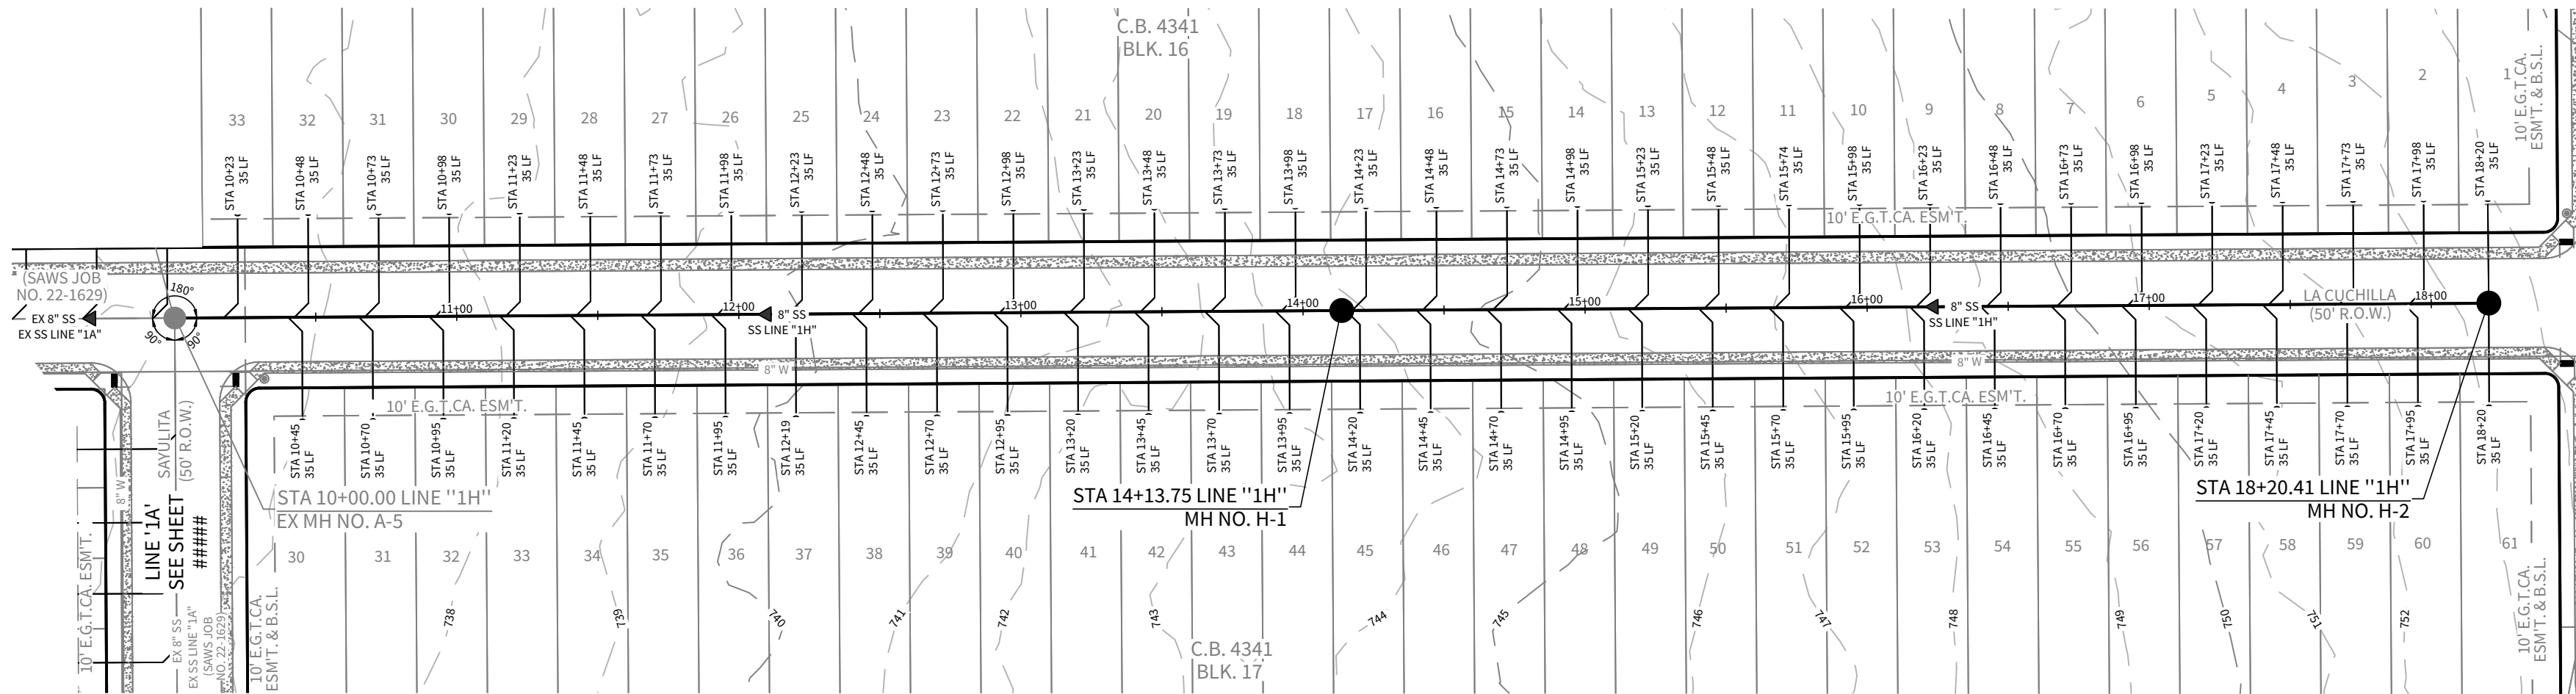 C.B. 4341
BLK. 16
33
32
31
30
29
28
27
26
25
24
23
22
21
20
19
18
17
16
15
14
13
12
11
10
9
8
7
6
5
4
3
2
1
10' E.G.T.CA.
ESM'T. & B.S.L.
STA 10+23
35 LF
STA 10+48
35 LF
STA 10+73
35 LF
STA 10+98
35 LF
STA 11+23
35 LF
STA 11+48
35 LF
STA 11+73
35 LF
STA 11+98
35 LF
STA 12+23
35 LF
STA 12+48
35 LF
STA 12+73
35 LF
STA 12+98
35 LF
STA 13+23
35 LF
STA 13+48
35 LF
STA 13+73
35 LF
STA 13+98
35 LF
STA 14+23
35 LF
STA 14+48
35 LF
STA 14+73
35 LF
STA 14+98
35 LF
STA 15+23
35 LF
STA 15+48
35 LF
STA 15+74
35 LF
STA 15+98
35 LF
STA 16+23
35 LF
STA 16+48
35 LF
STA 16+73
35 LF
STA 16+98
35 LF
STA 17+23
35 LF
STA 17+48
35 LF
STA 17+73
35 LF
STA 17+98
35 LF
STA 18+20
35 LF
10' E.G.T.CA. ESM'T.
(SAWS JOB
NO. 22-1629)
EX 8" SS
EX SS LINE "1A"
180°
90°
90°
11+00
12+00
8" SS
SS LINE "1H"
13+00
14+00
15+00
16+00
8" SS
SS LINE "1H"
17+00
LA CUCHILLA
(50' R.O.W.)
18+00
8" W
8" W
10' E.G.T.CA. ESM'T.
10' E.G.T.CA. ESM'T.
STA 10+45
35 LF
STA 10+70
35 LF
STA 10+95
35 LF
STA 11+20
35 LF
STA 11+45
35 LF
STA 11+70
35 LF
STA 11+95
35 LF
STA 12+19
35 LF
STA 12+45
35 LF
STA 12+70
35 LF
STA 12+95
35 LF
STA 13+20
35 LF
STA 13+45
35 LF
STA 13+70
35 LF
STA 13+95
35 LF
STA 14+20
35 LF
STA 14+45
35 LF
STA 14+70
35 LF
STA 14+95
35 LF
STA 15+20
35 LF
STA 15+45
35 LF
STA 15+70
35 LF
STA 15+95
35 LF
STA 16+20
35 LF
STA 16+45
35 LF
STA 16+70
35 LF
STA 16+95
35 LF
STA 17+20
35 LF
STA 17+45
35 LF
STA 17+70
35 LF
STA 17+95
35 LF
STA 18+20
35 LF
SAYULITA
(50' R.O.W.)
8" W
LINE '1A'
SEE SHEET
#####
STA 10+00.00 LINE ''1H''
EX MH NO. A-5
STA 14+13.75 LINE ''1H''
MH NO. H-1
STA 18+20.41 LINE ''1H''
MH NO. H-2
30
31
32
33
34
35
36
37
38
39
40
41
42
43
44
45
46
47
48
49
50
51
52
53
54
55
56
57
58
59
60
61
738
739
740
741
742
743
744
745
746
747
748
749
750
751
752
10' E.G.T.CA. ESM'T.
EX 8" SS
EX SS LINE "1A"
(SAWS JOB
NO. 22-1629)
10' E.G.T.CA.
ESM'T. & B.S.L.
C.B. 4341
BLK. 17
10' E.G.T.CA.
ESM'T. & B.S.L.